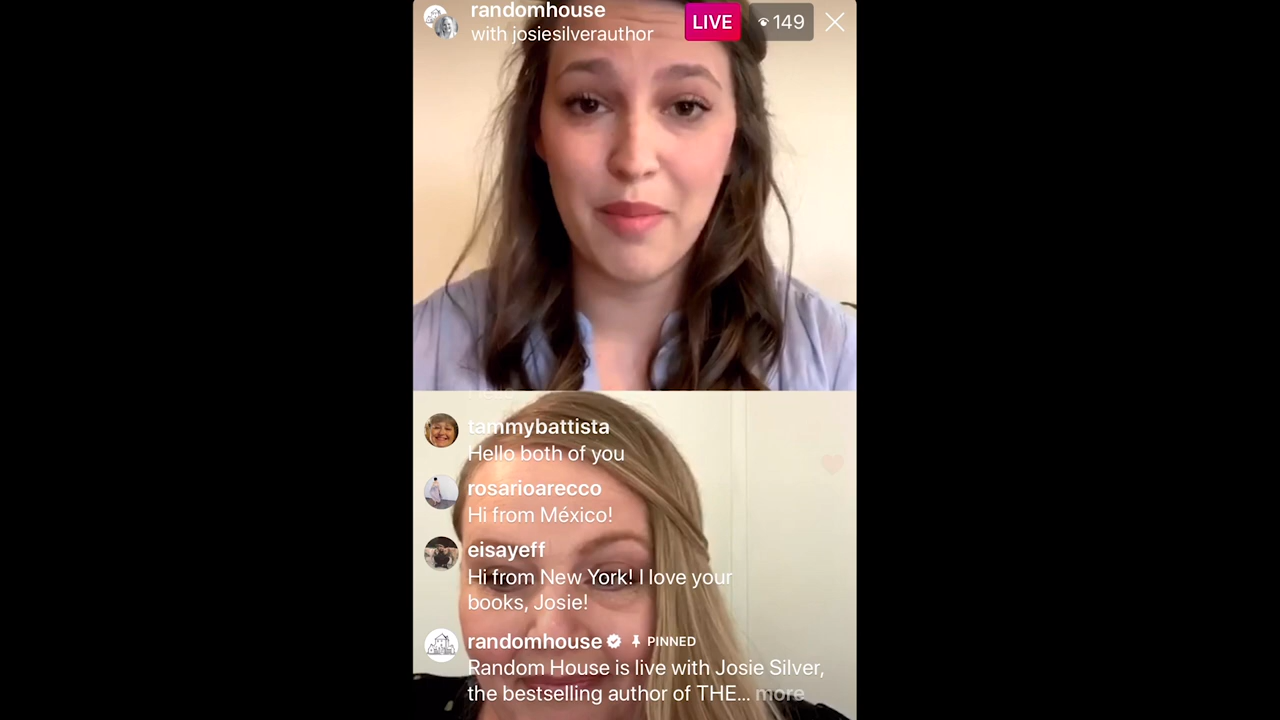 randomhouse
with josiesilverauthor
LIVE
149
tammybattista
Hello both of you
rosarioarecco
Hi from México!
eisayeff
Hi from New York! I love your
books, Josie!
randomhouse PINNED
Random House is live with Josie Silver,
the bestselling author of THE... more